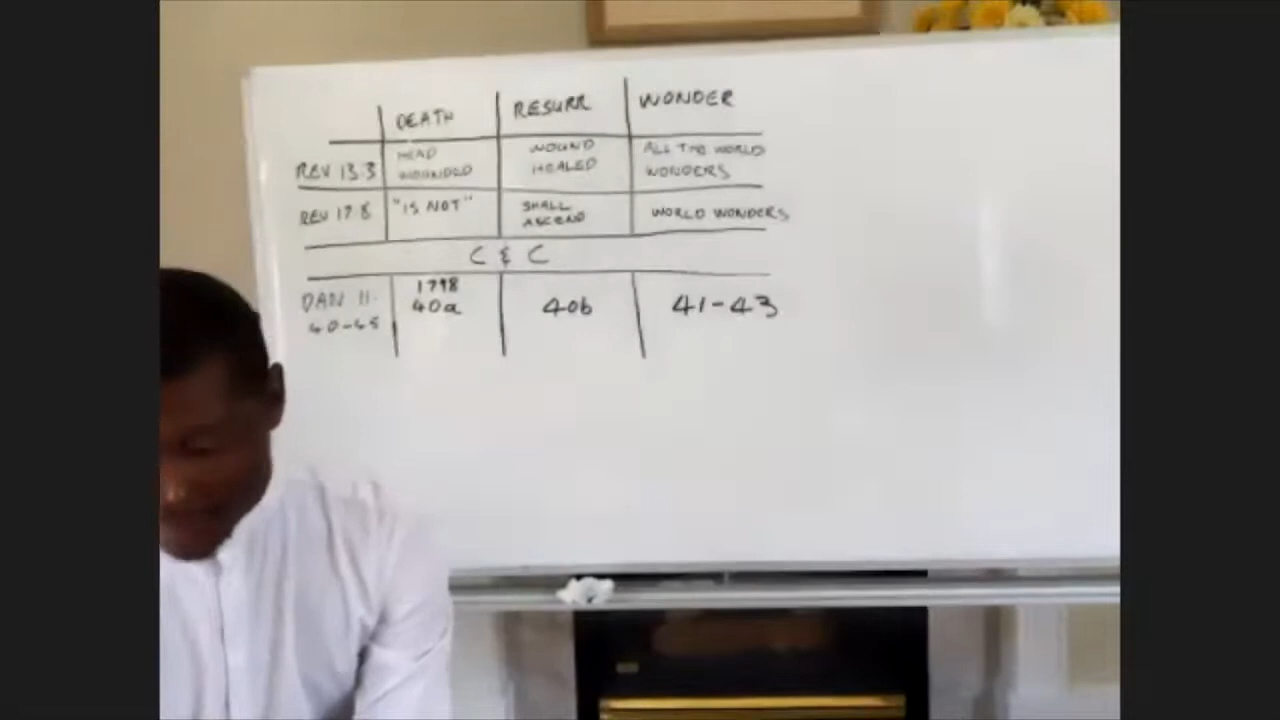 DEATH RESURR WONDER
REV 13:3 HEAD WOUNDED WOUND HEALED ALL THE WORLD WONDERS
REV 17:8 "IS NOT" SHALL ASCEND WORLD WONDERS
C & C
DAN 11:40-45 1798 40a 40b 41-43